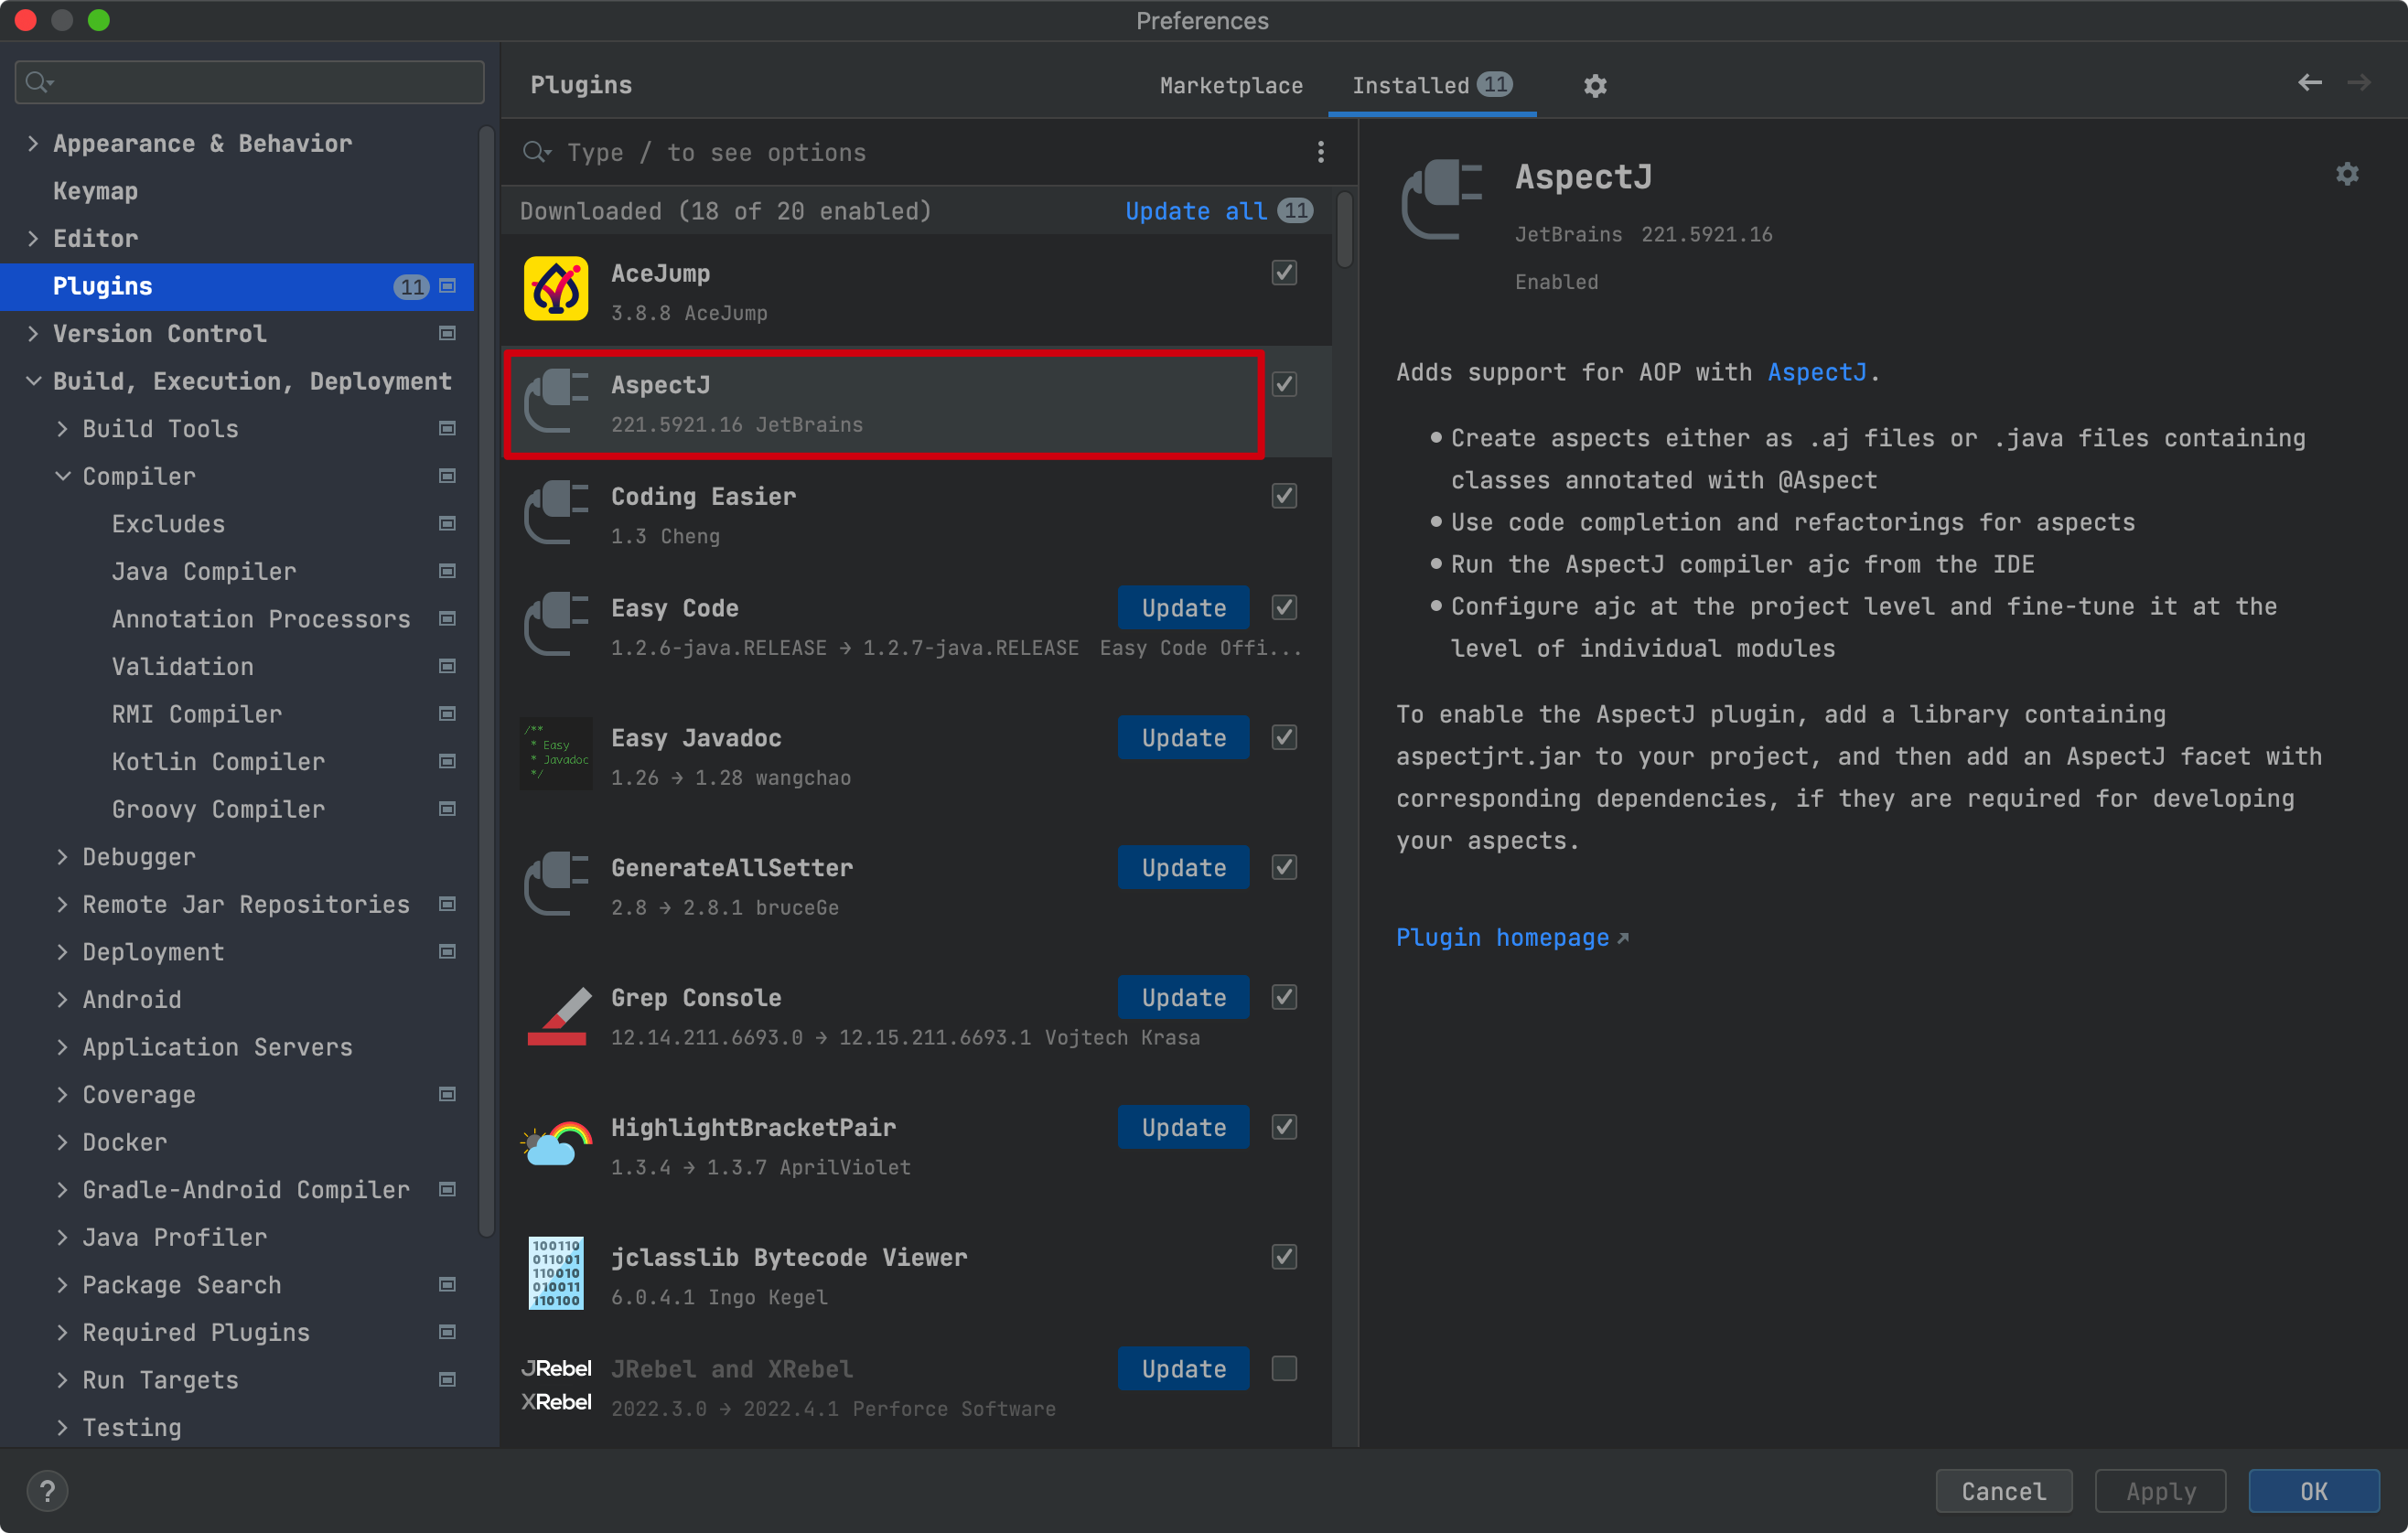 Preferences
Appearance & Behavior
Keymap
Editor
Plugins 11
Version Control
Build, Execution, Deployment
Build Tools
Compiler
Excludes
Java Compiler
Annotation Processors
Validation
RMI Compiler
Kotlin Compiler
Groovy Compiler
Debugger
Remote Jar Repositories
Deployment
Android
Application Servers
Coverage
Docker
Gradle-Android Compiler
Java Profiler
Package Search
Required Plugins
Run Targets
Testing
Plugins
Marketplace
Installed 11
Type / to see options
Downloaded (18 of 20 enabled)
Update all 11
AceJump
3.8.8 AceJump
AspectJ
221.5921.16 JetBrains
Coding Easier
1.3 Cheng
Easy Code
Update
1.2.6-java.RELEASE → 1.2.7-java.RELEASE Easy Code Offi...
/**
* Easy
* Javadoc
*/
Easy Javadoc
Update
1.26 → 1.28 wangchao
GenerateAllSetter
Update
2.8 → 2.8.1 bruceGe
Grep Console
Update
12.14.211.6693.0 → 12.15.211.6693.1 Vojtech Krasa
HighlightBracketPair
Update
1.3.4 → 1.3.7 AprilViolet
100110
011001
110010
010011
110100
jclasslib Bytecode Viewer
6.0.4.1 Ingo Kegel
JRebel
XRebel
JRebel and XRebel
Update
2022.3.0 → 2022.4.1 Perforce Software
AspectJ
JetBrains 221.5921.16
Enabled
Adds support for AOP with AspectJ.
• Create aspects either as .aj files or .java files containing
classes annotated with @Aspect
• Use code completion and refactorings for aspects
• Run the AspectJ compiler ajc from the IDE
• Configure ajc at the project level and fine-tune it at the
level of individual modules
To enable the AspectJ plugin, add a library containing
aspectjrt.jar to your project, and then add an AspectJ facet with
corresponding dependencies, if they are required for developing
your aspects.
Plugin homepage ↗
?
Cancel
Apply
OK